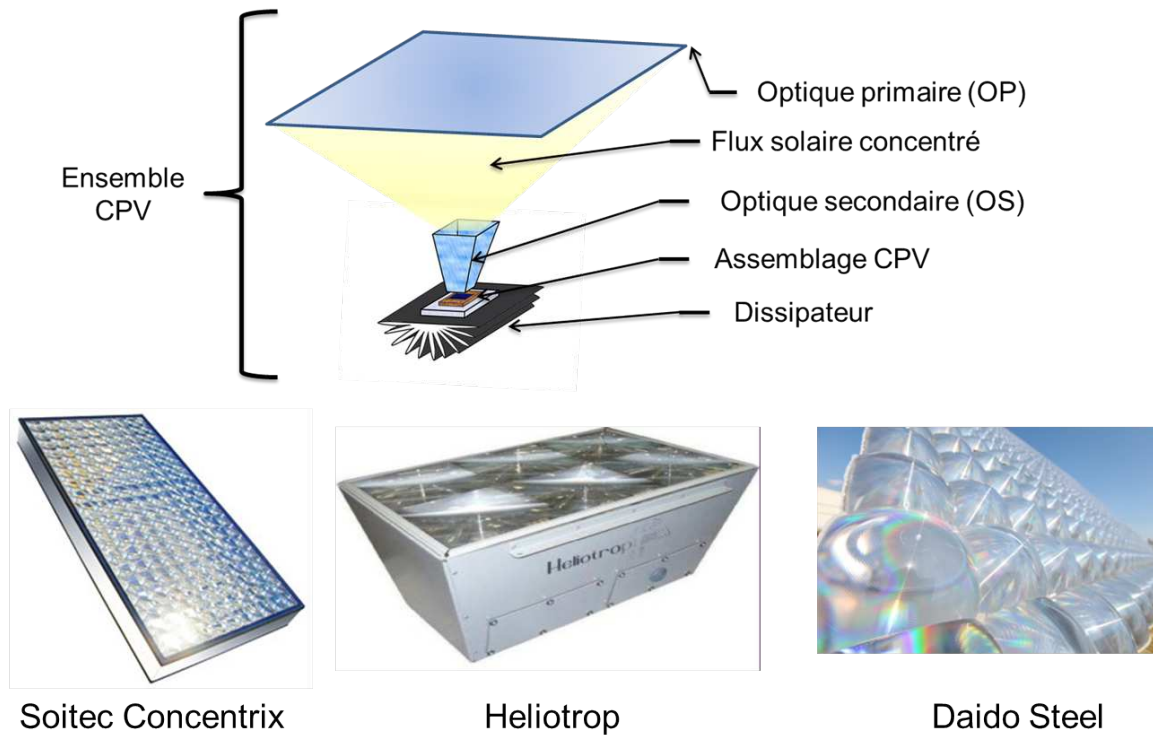 Optique primaire (OP)
Flux solaire concentré
Ensemble
CPV
Optique secondaire (OS)
Assemblage CPV
Dissipateur
Heliotrop
Soitec Concentrix
Heliotrop
Daido Steel